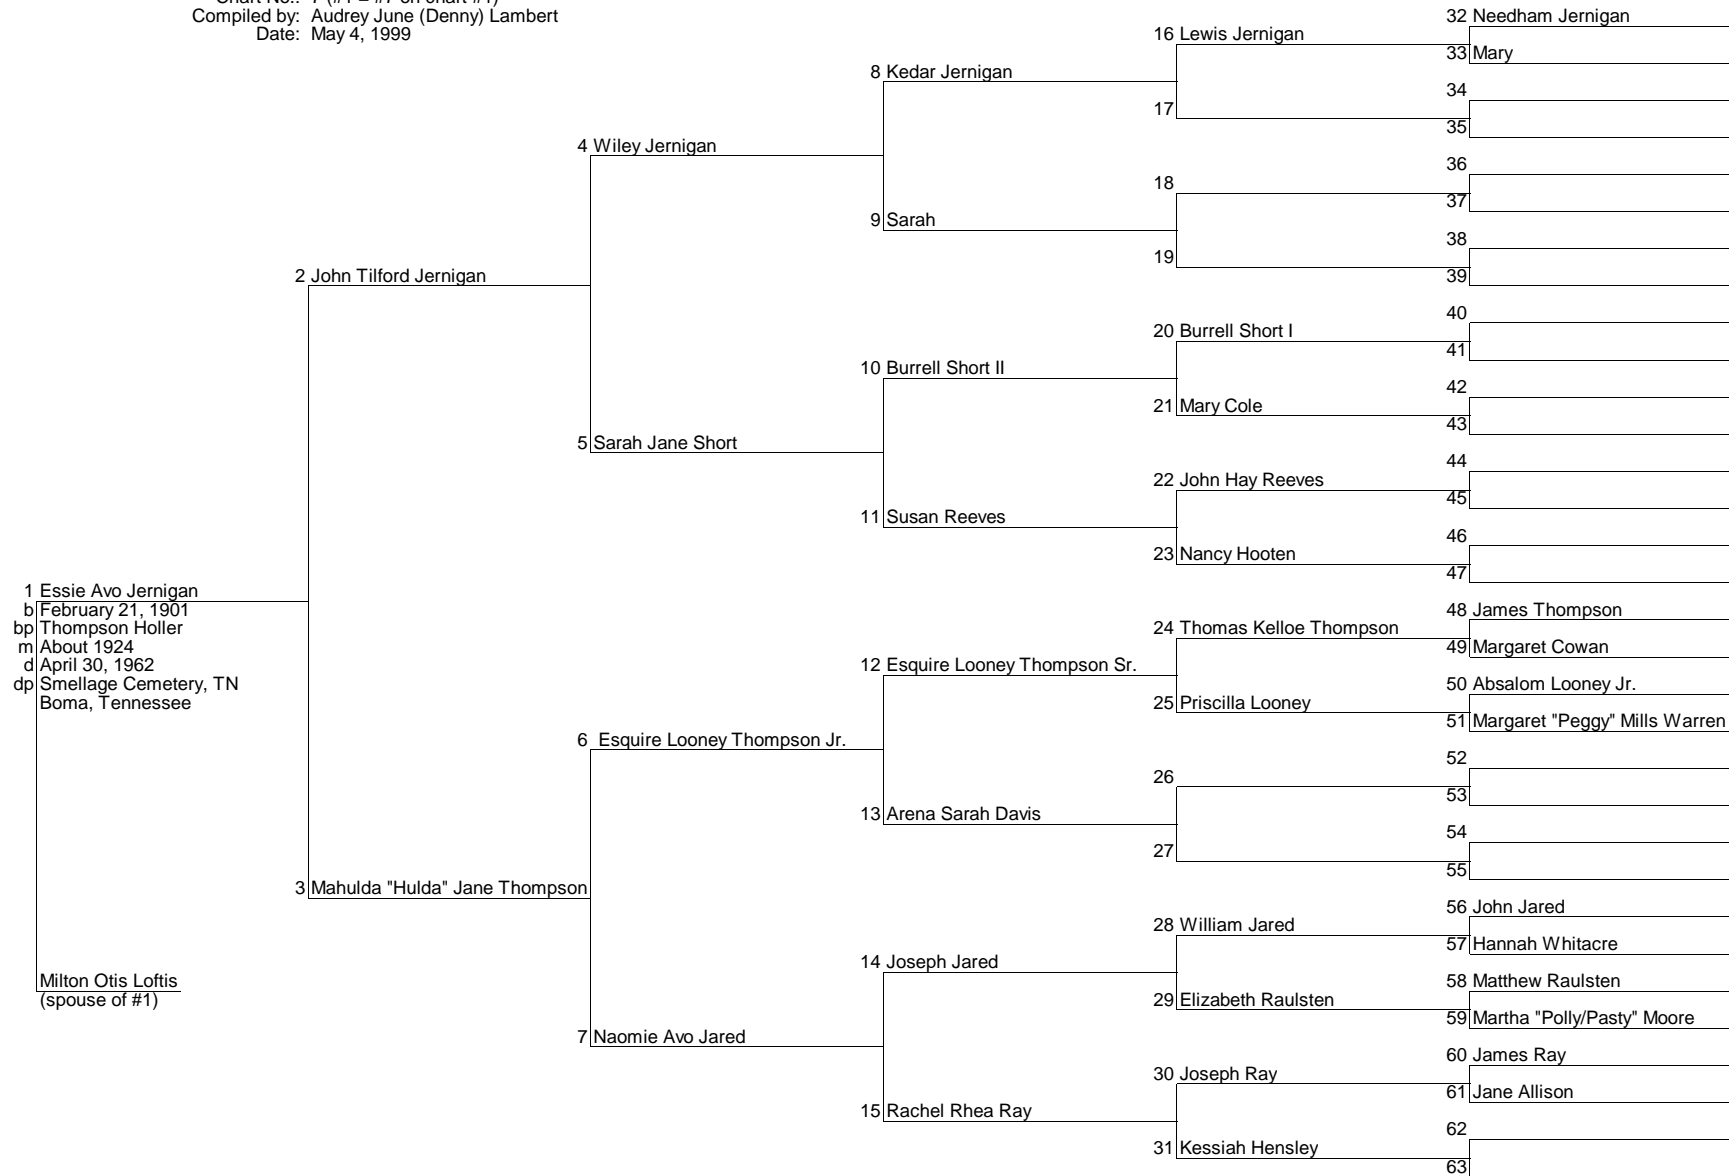 Chart No.: 7 (#1 = #7 on chart #1)
Compiled by: Audrey June (Denny) Lambert
Date: May 4, 1999
1 Essie Avo Jernigan
b February 21, 1901
bp Thompson Holler
m About 1924
d April 30, 1962
dp Smellage Cemetery, TN
Boma, Tennessee
Milton Otis Loftis
(spouse of #1)
2 John Tilford Jernigan
3 Mahulda "Hulda" Jane Thompson
4 Wiley Jernigan
5 Sarah Jane Short
6 Esquire Looney Thompson Jr.
7 Naomie Avo Jared
8 Kedar Jernigan
9 Sarah
10 Burrell Short II
11 Susan Reeves
12 Esquire Looney Thompson Sr.
13 Arena Sarah Davis
14 Joseph Jared
15 Rachel Rhea Ray
16 Lewis Jernigan
17
18
19
20 Burrell Short I
21 Mary Cole
22 John Hay Reeves
23 Nancy Hooten
24 Thomas Kelloe Thompson
25 Priscilla Looney
26
27
28 William Jared
29 Elizabeth Raulsten
30 Joseph Ray
31 Kessiah Hensley
32 Needham Jernigan
33 Mary
34
35
36
37
38
39
40
41
42
43
44
45
46
47
48 James Thompson
49 Margaret Cowan
50 Absalom Looney Jr.
51 Margaret "Peggy" Mills Warren
52
53
54
55
56 John Jared
57 Hannah Whitacre
58 Matthew Raulsten
59 Martha "Polly/Pasty" Moore
60 James Ray
61 Jane Allison
62
63